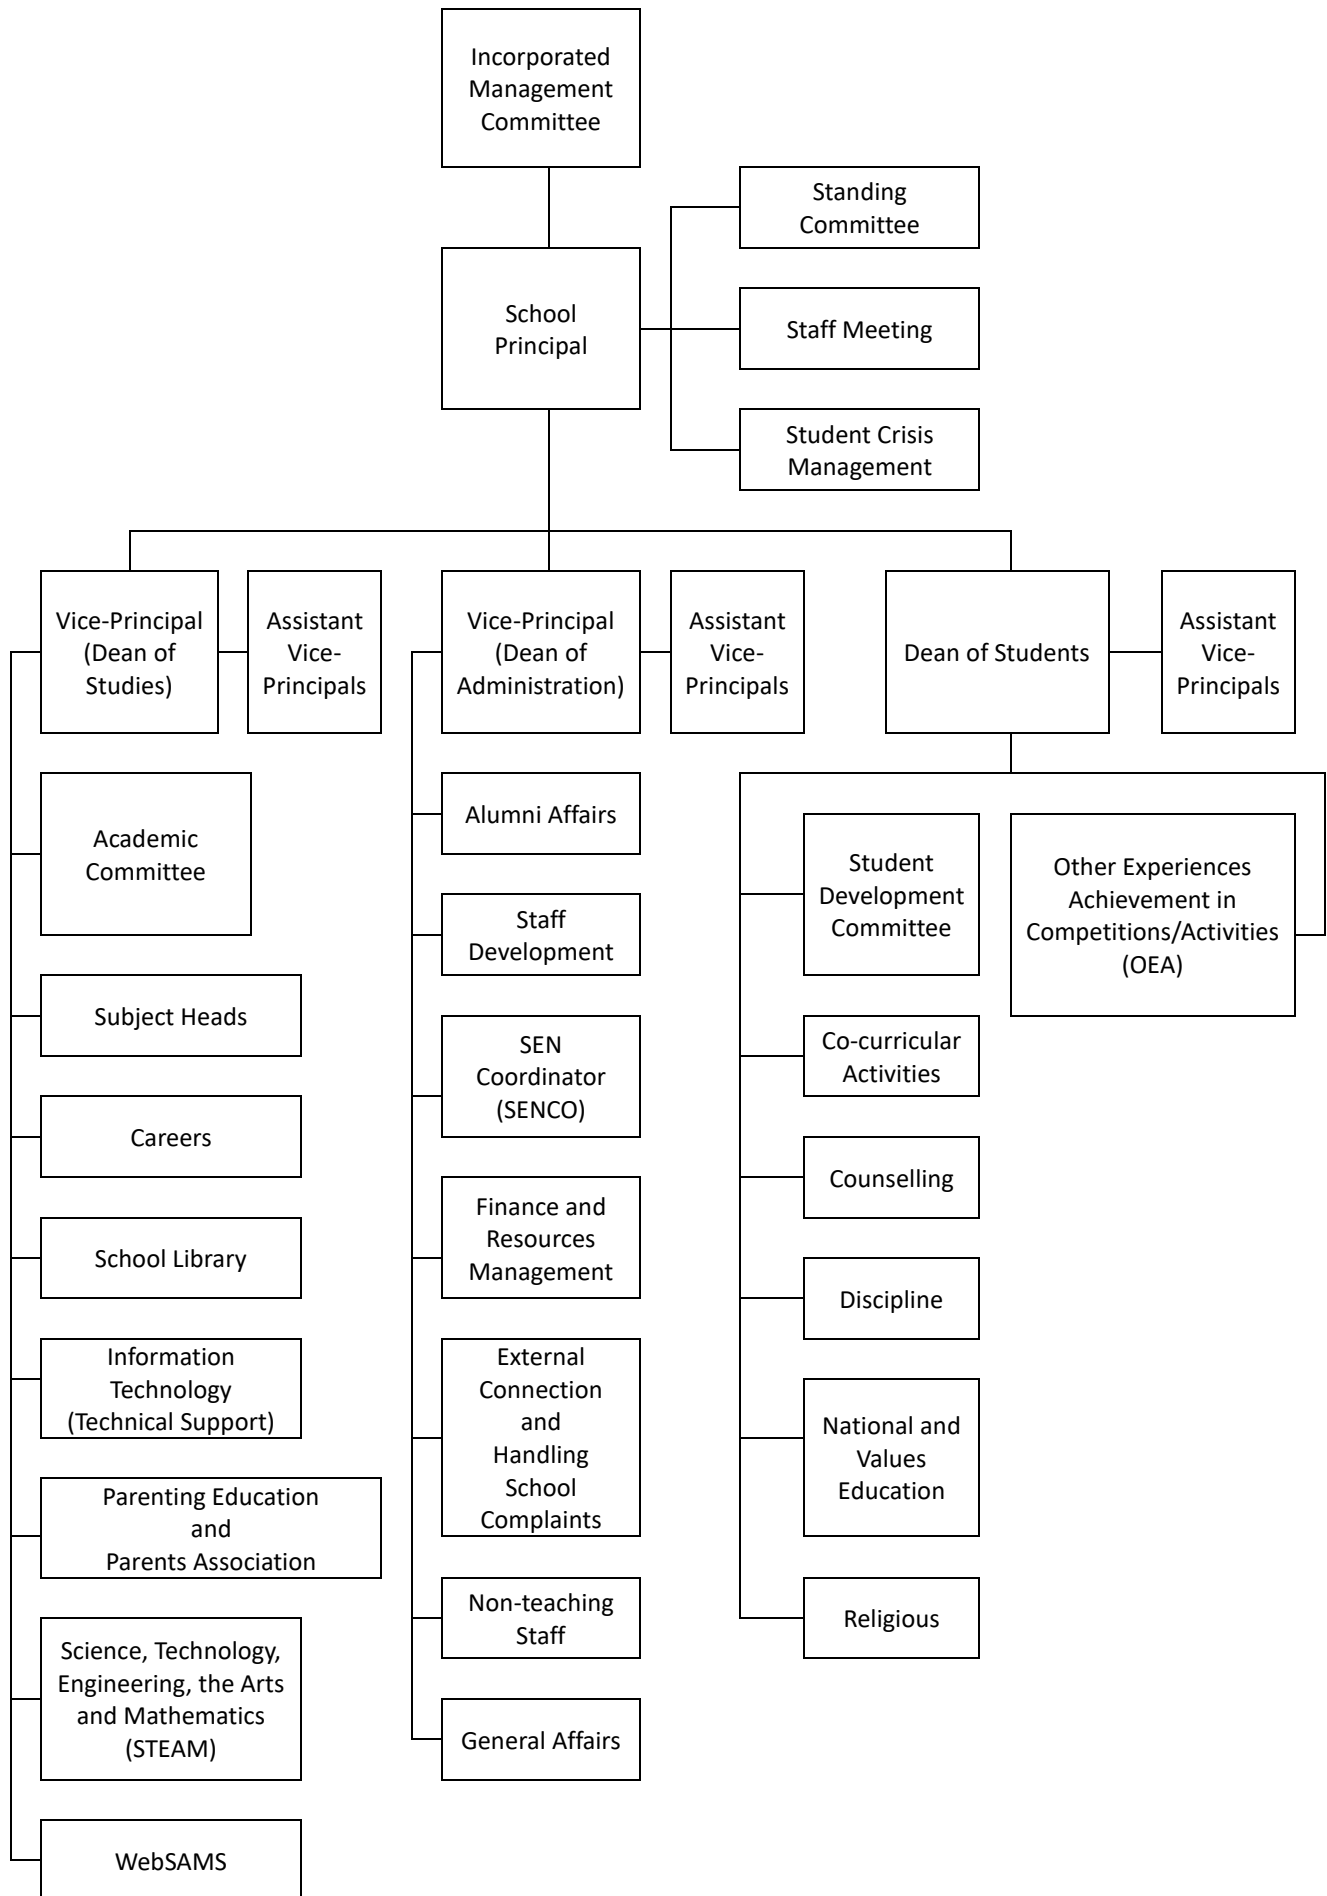 Incorporated
Management
Committee
Standing
Committee
School
Principal
Staff Meeting
Student Crisis
Management
Vice-Principal
(Dean of
Studies)
Assistant
Vice-
Principals
Vice-Principal
(Dean of
Administration)
Assistant
Vice-
Principals
Dean of Students
Assistant
Vice-
Principals
Academic
Committee
Subject Heads
Careers
School Library
Information
Technology
(Technical Support)
Parenting Education
and
Parents Association
Science, Technology,
Engineering, the Arts
and Mathematics
(STEAM)
WebSAMS
Alumni Affairs
Staff
Development
SEN
Coordinator
(SENCO)
Finance and
Resources
Management
External
Connection
and
Handling
School
Complaints
Non-teaching
Staff
General Affairs
Student
Development
Committee
Co-curricular
Activities
Counselling
Discipline
National and
Values
Education
Religious
Other Experiences
Achievement in
Competitions/Activities
(OEA)